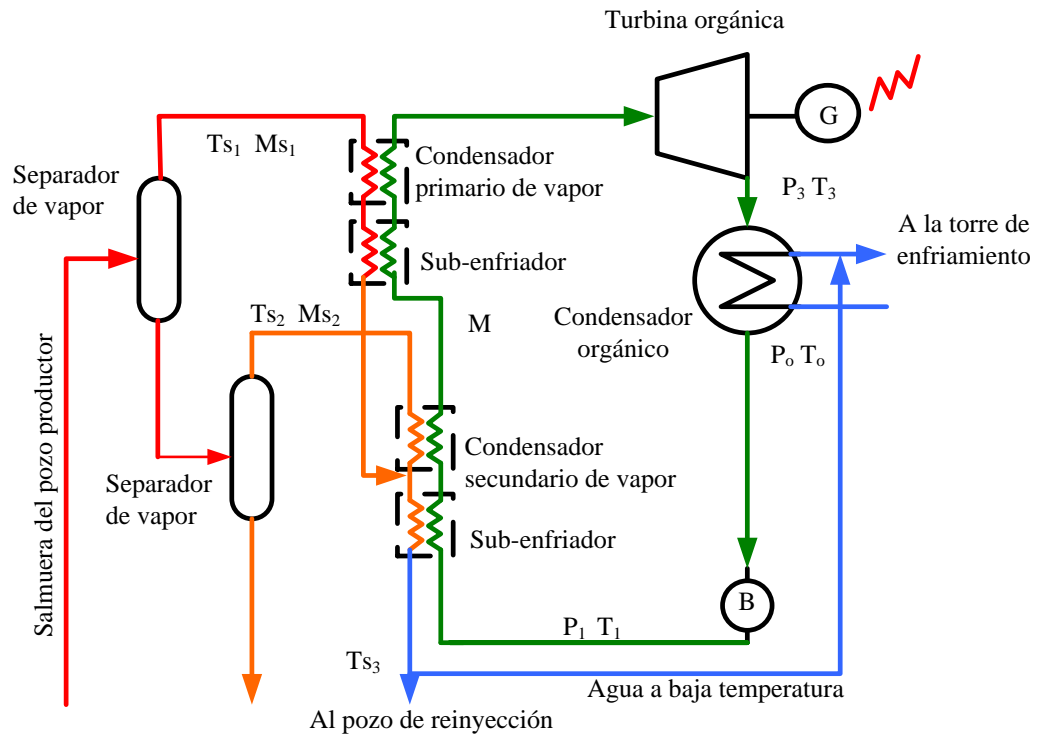 Turbina orgánica
G
Ts1 Ms1
Condensador
primario de vapor
Separador
de vapor
P3 T3
A la torre de
enfriamiento
Sub-enfriador
Ts2 Ms2
M
Condensador
orgánico
Po To
Salmuera del pozo productor
Separador
de vapor
Condensador
secundario de vapor
Sub-enfriador
B
P1 T1
Ts3
Agua a baja temperatura
Al pozo de reinyección